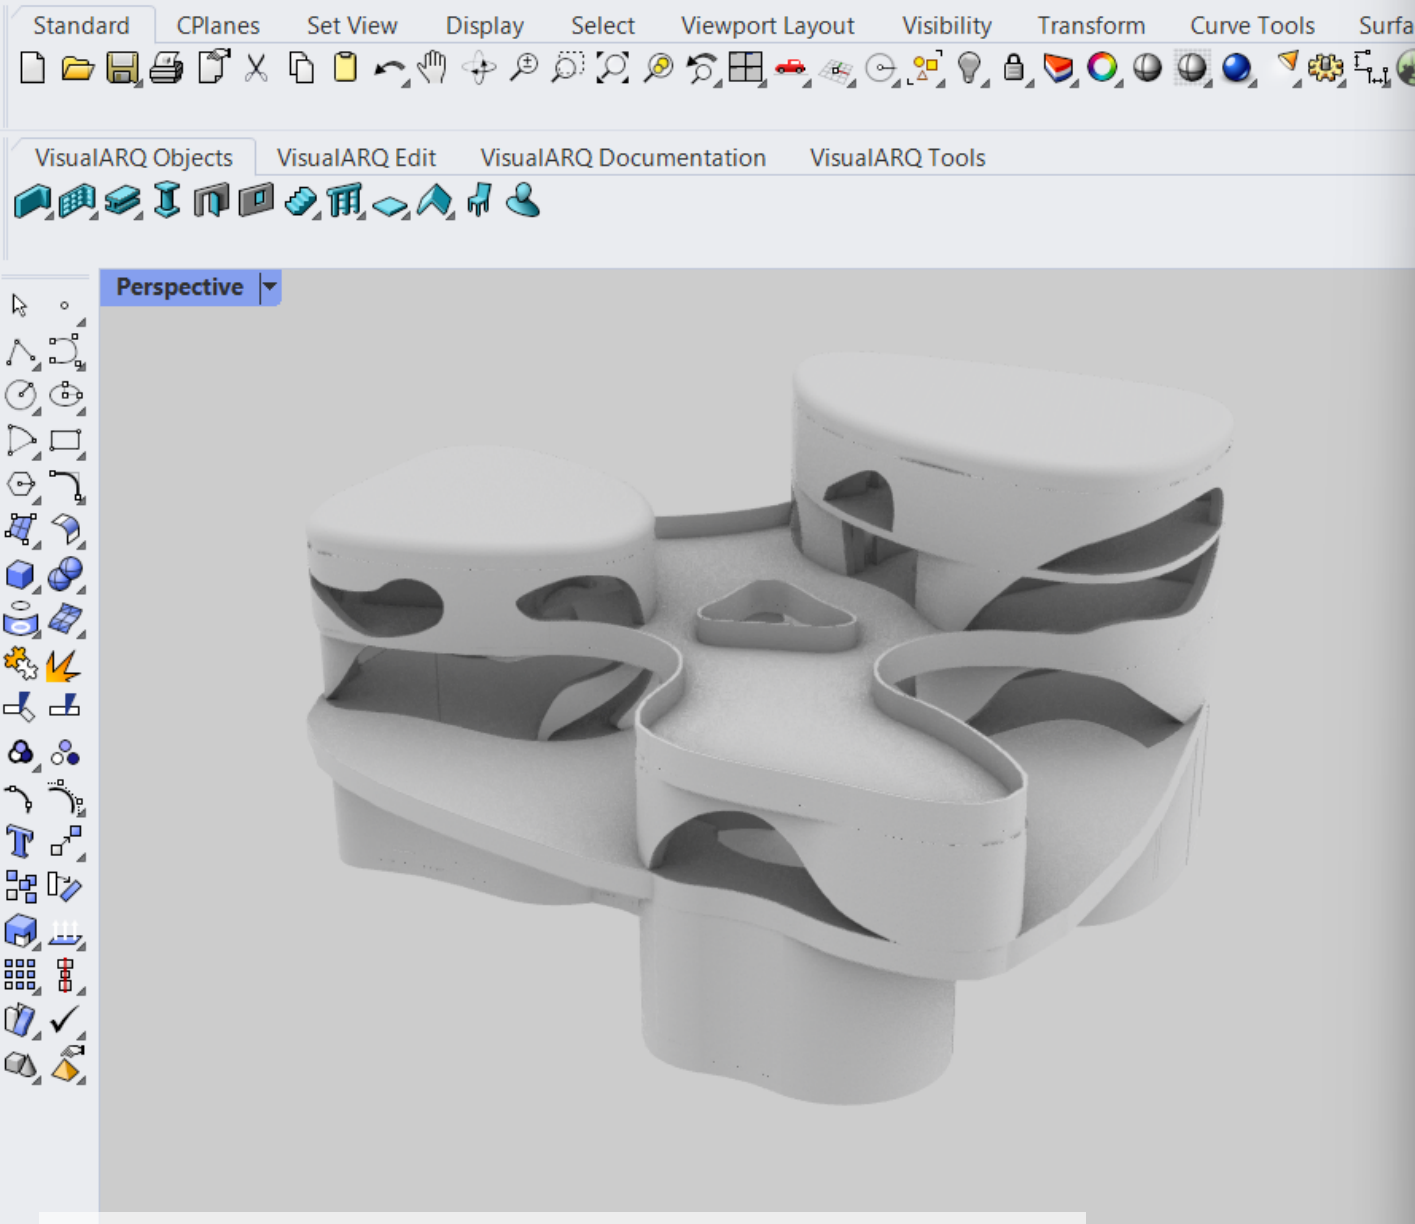 Standard CPlanes Set View Display Select Viewport Layout Visibility Transform Curve Tools Surfa
VisualARQ Objects VisualARQ Edit VisualARQ Documentation VisualARQ Tools
Perspective